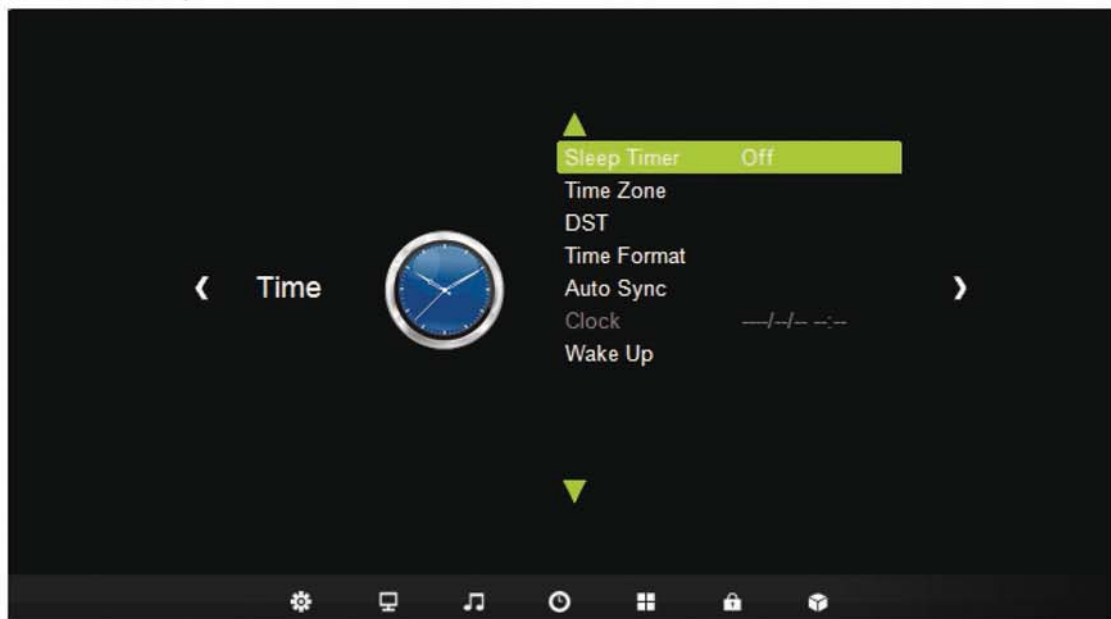 Time
Sleep Timer Off
Time Zone
DST
Time Format
Auto Sync
Clock ----/--/-- --:--
Wake Up